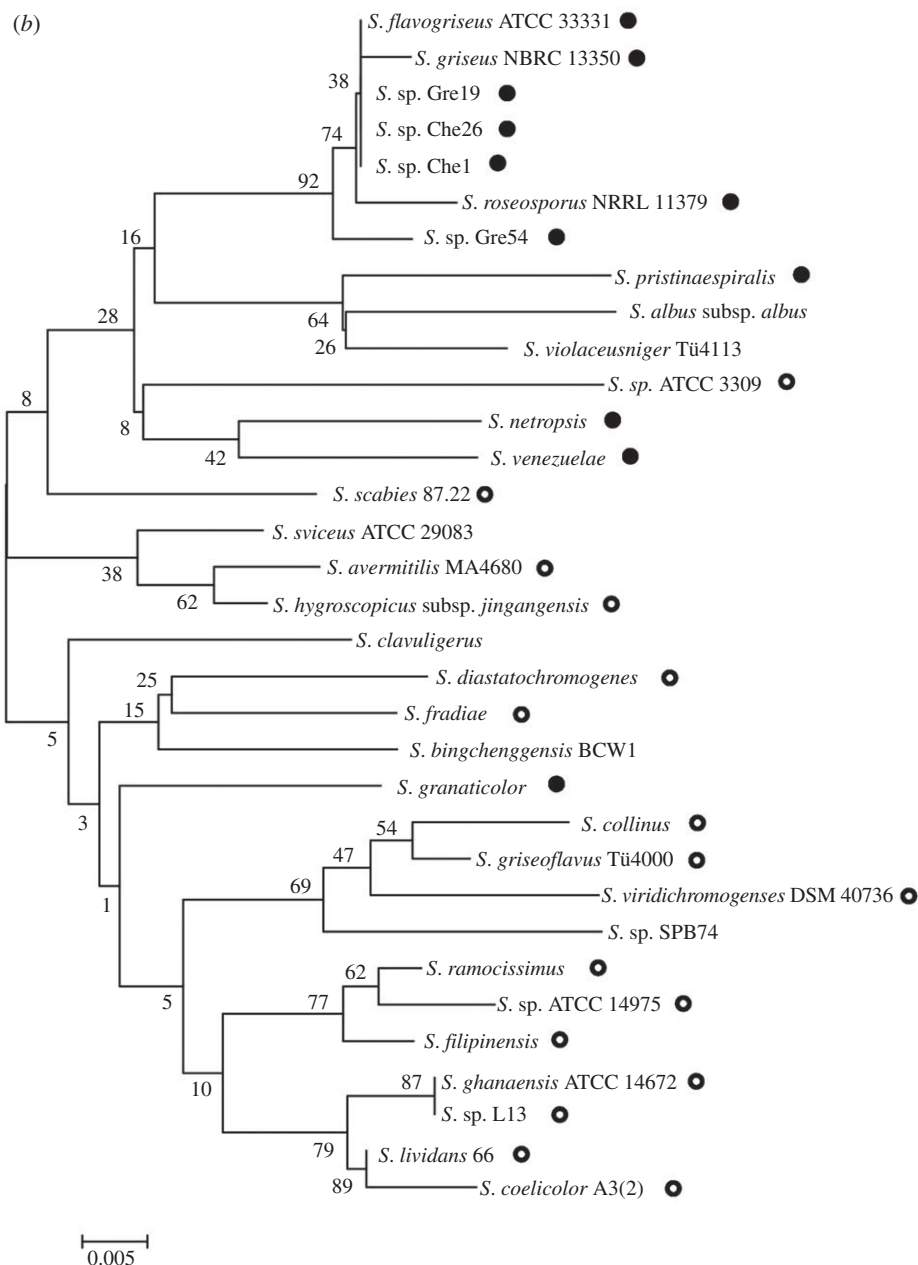 (b)
S. flavogriseus ATCC 33331
S. griseus NBRC 13350
38
S. sp. Gre19
S. sp. Che26
74
S. sp. Che1
92
S. roseosporus NRRL 11379
S. sp. Gre54
16
S. pristinaespiralis
S. albus subsp. albus
28
64
S. violaceusniger Tü4113
26
S. sp. ATCC 3309
8
S. netropsis
8
S. venezuelae
42
S. scabies 87.22
S. sviceus ATCC 29083
S. avermitilis MA4680
38
S. hygroscopicus subsp. jingangensis
62
S. clavuligerus
S. diastatochromogenes
25
S. fradiae
15
5
S. bingchenggensis BCW1
S. granaticolor
3
S. collinus
54
S. griseoflavus Tü4000
47
69
S. viridichromogenses DSM 40736
1
S. sp. SPB74
S. ramocissimus
62
5
77
S. sp. ATCC 14975
S. filipinensis
10
87
S. ghanaensis ATCC 14672
S. sp. L13
79
S. lividans 66
89
S. coelicolor A3(2)
0.005